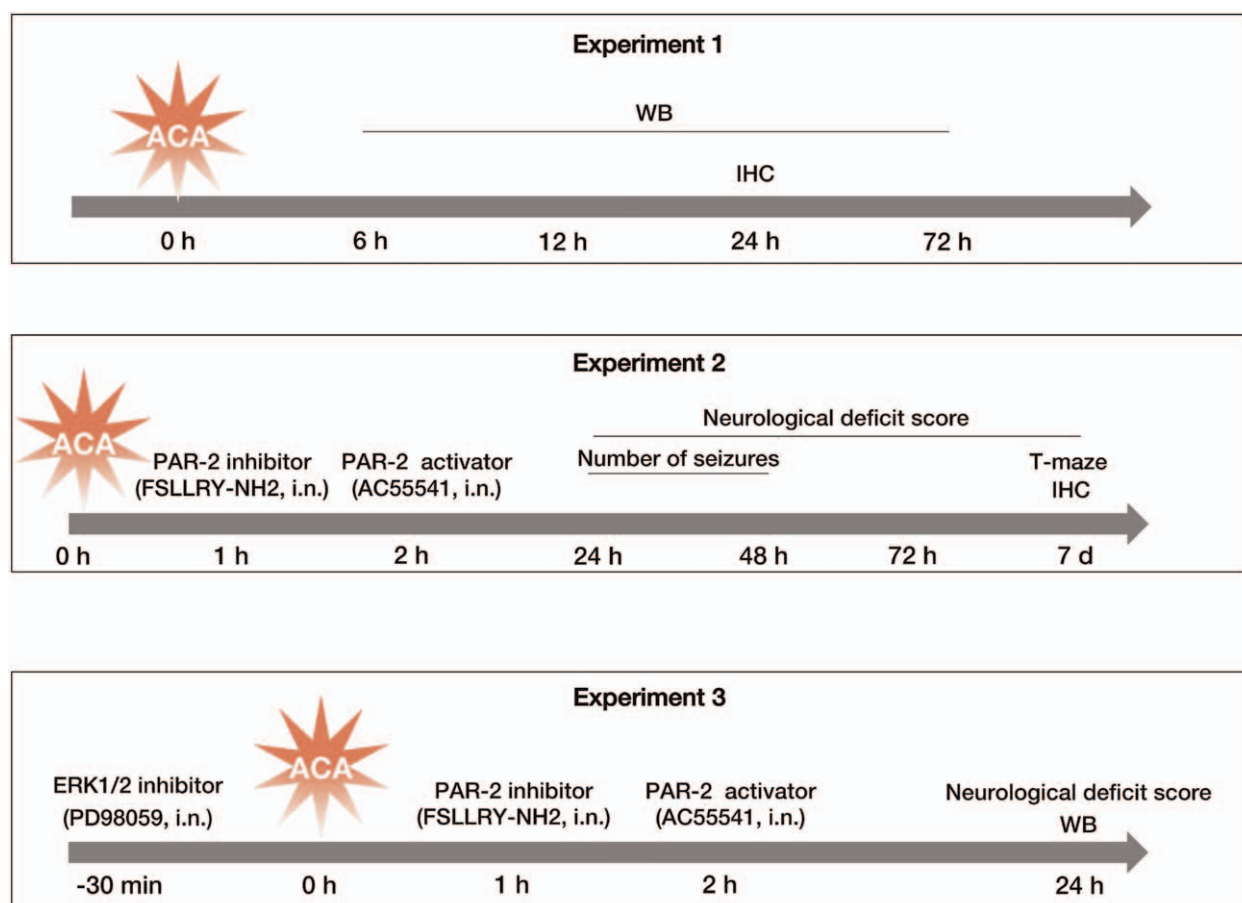 Experiment 1
ACA
WB
IHC
0 h 6 h 12 h 24 h 72 h
Experiment 2
ACA
Neurological deficit score
PAR-2 inhibitor PAR-2 activator Number of seizures T-maze
(FSLLRY-NH2, i.n.) (AC55541, i.n.) IHC
0 h 1 h 2 h 24 h 48 h 72 h 7 d
Experiment 3
ACA
ERK1/2 inhibitor PAR-2 inhibitor PAR-2 activator Neurological deficit score
(PD98059, i.n.) (FSLLRY-NH2, i.n.) (AC55541, i.n.) WB
-30 min 0 h 1 h 2 h 24 h